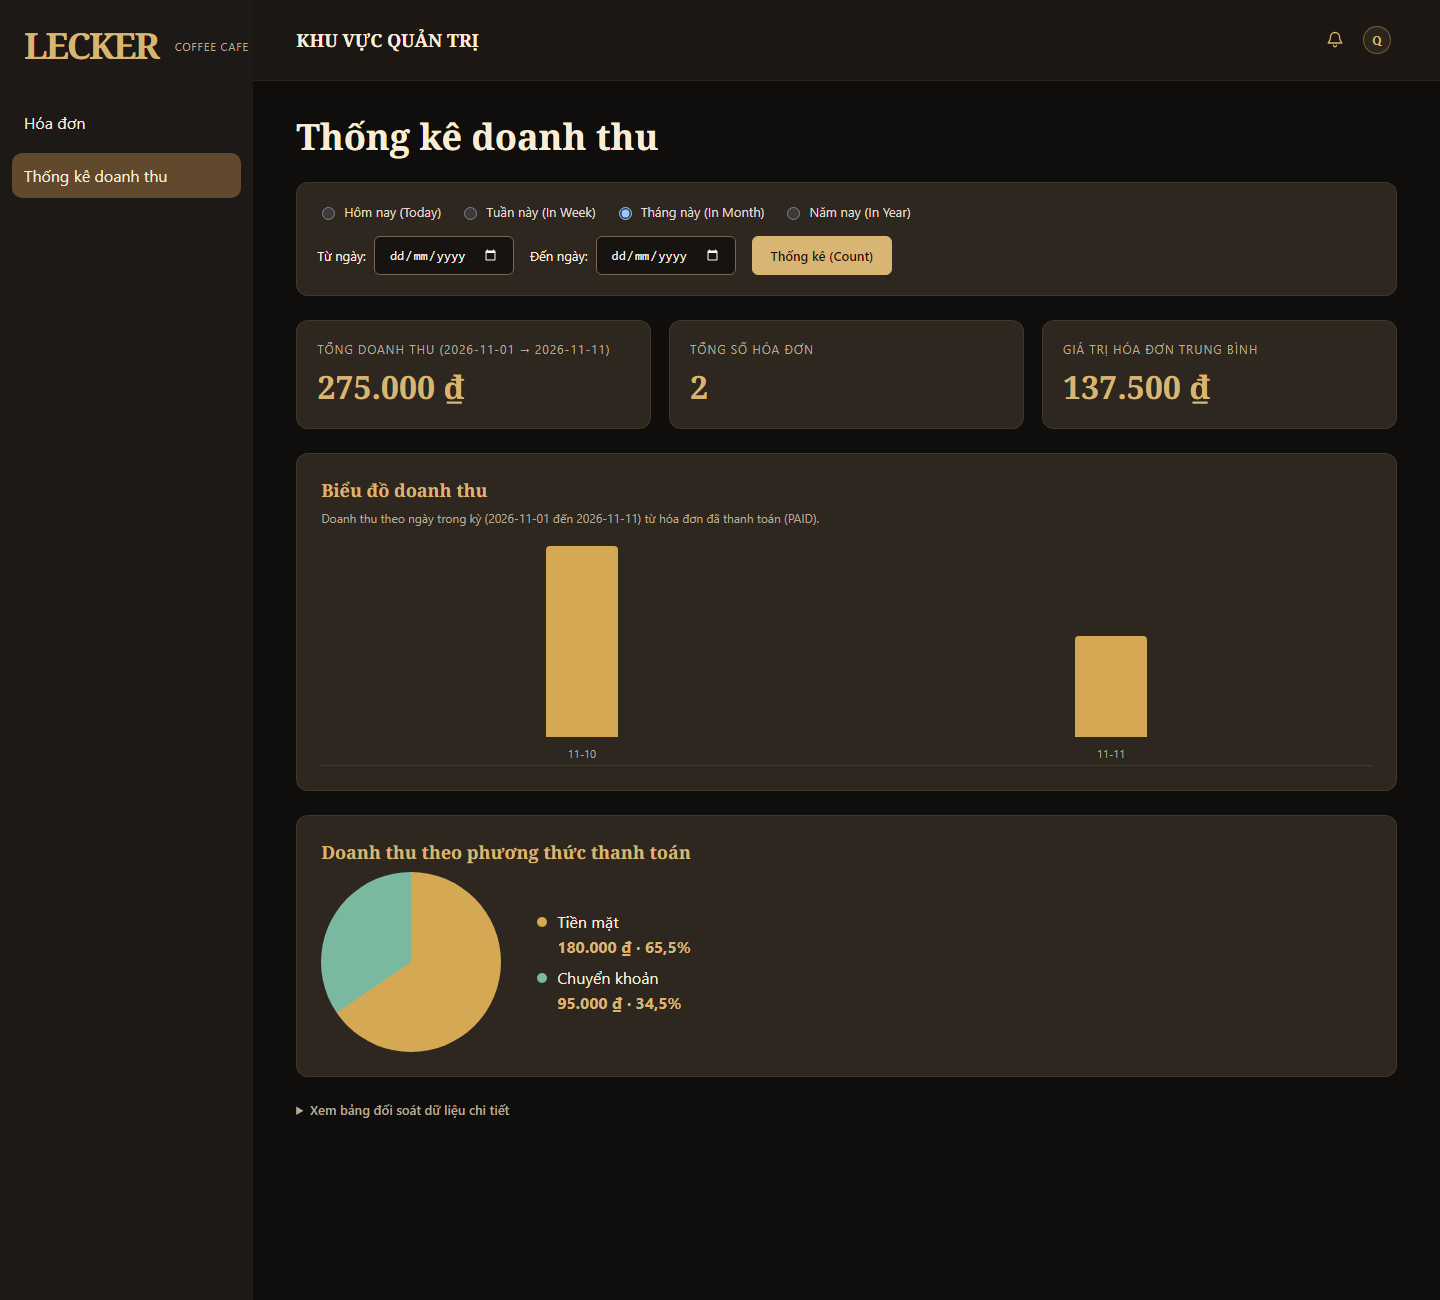 LECKER COFFEE CAFE
KHU VỰC QUẢN TRỊ
Q
Hóa đơn
Thống kê doanh thu
Thống kê doanh thu
Hôm nay (Today) Tuần này (In Week) Tháng này (In Month) Năm nay (In Year)
Từ ngày: dd/mm/yyyy Đến ngày: dd/mm/yyyy Thống kê (Count)
TỔNG DOANH THU (2026-11-01 → 2026-11-11)
275.000 ₫
TỔNG SỐ HÓA ĐƠN
2
GIÁ TRỊ HÓA ĐƠN TRUNG BÌNH
137.500 ₫
Biểu đồ doanh thu
Doanh thu theo ngày trong kỳ (2026-11-01 đến 2026-11-11) từ hóa đơn đã thanh toán (PAID).
11-10 11-11
Doanh thu theo phương thức thanh toán
Tiền mặt
180.000 ₫ · 65,5%
Chuyển khoản
95.000 ₫ · 34,5%
Xem bảng đối soát dữ liệu chi tiết